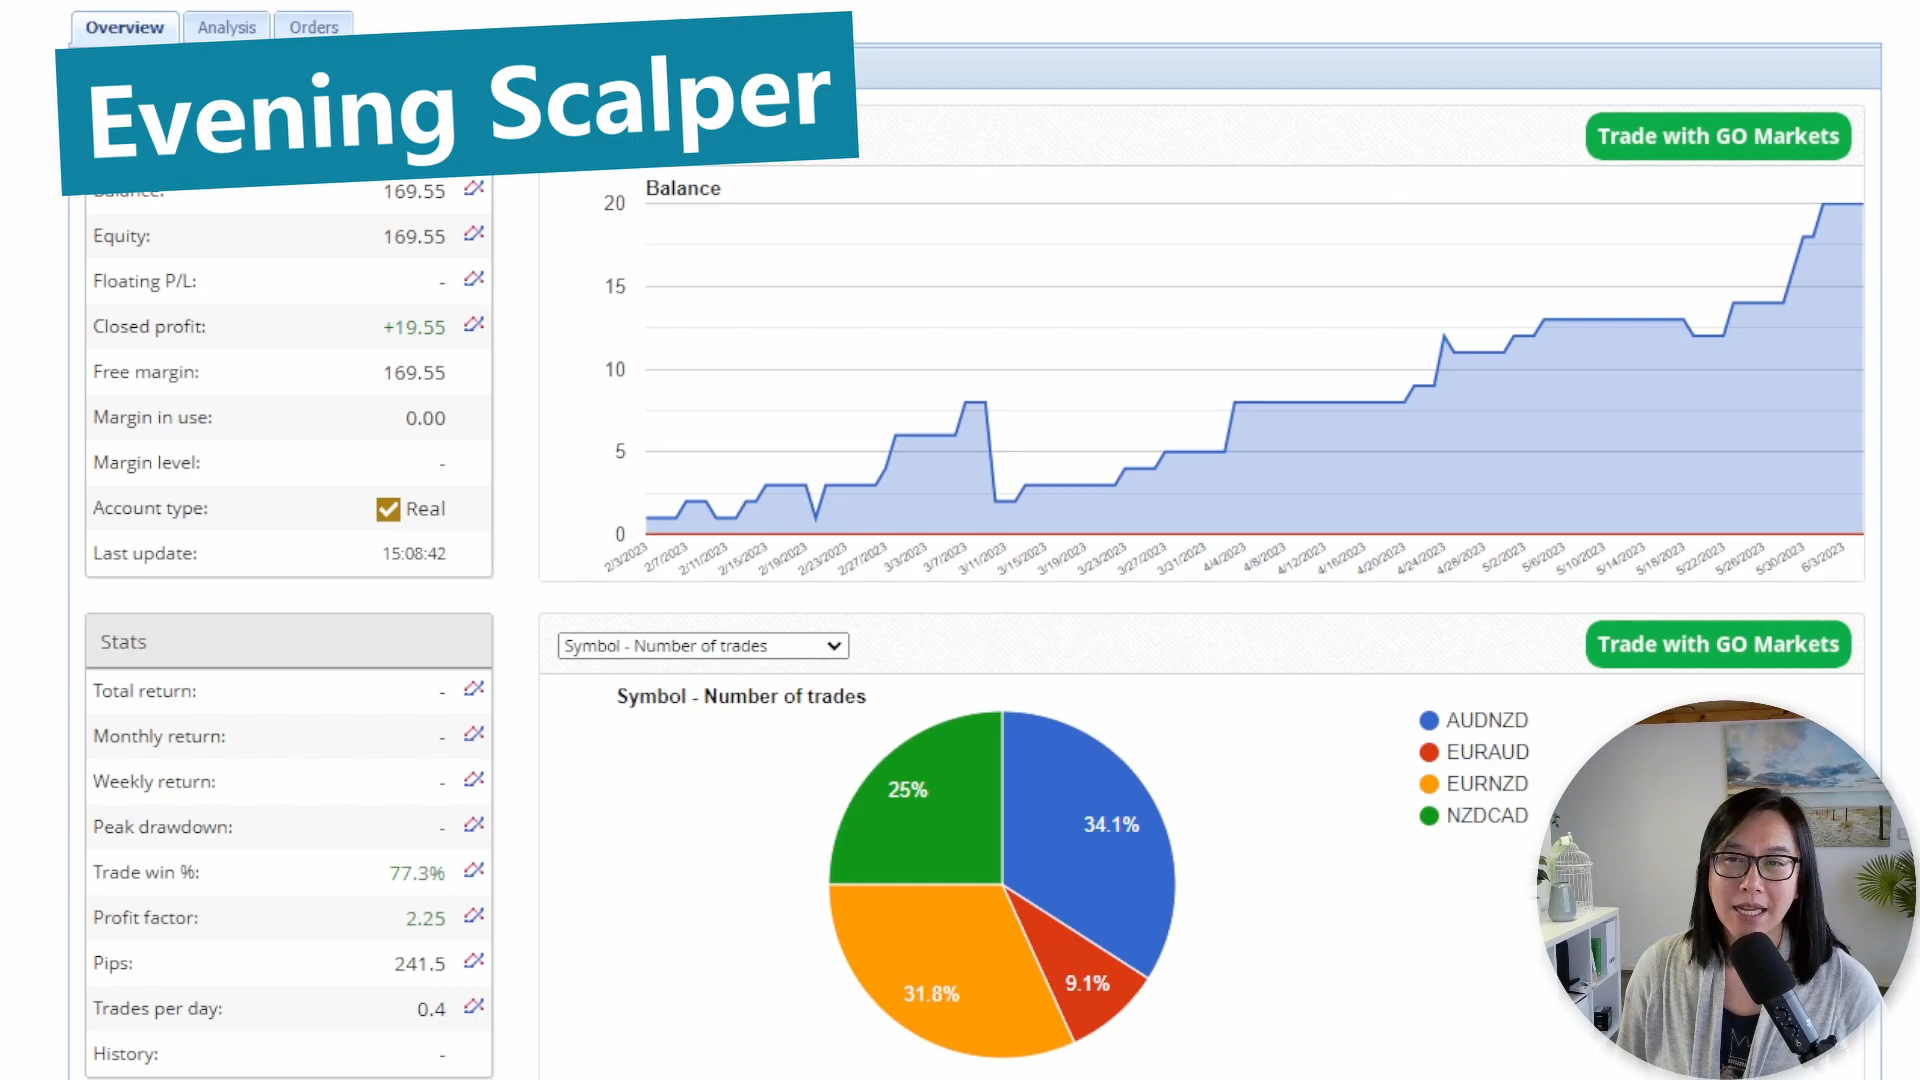 Overview
Analysis
Orders
Evening Scalper
Trade with GO Markets
Balance: 169.55
Equity: 169.55
Floating P/L: -
Closed profit: +19.55
Free margin: 169.55
Margin in use: 0.00
Margin level: -
Account type: Real
Last update: 15:08:42
Balance
20
15
10
5
0
2/3/2023
2/7/2023
2/11/2023
2/15/2023
2/19/2023
2/23/2023
2/27/2023
3/3/2023
3/7/2023
3/11/2023
3/15/2023
3/19/2023
3/23/2023
3/27/2023
3/31/2023
4/4/2023
4/8/2023
4/12/2023
4/16/2023
4/20/2023
4/24/2023
4/28/2023
5/2/2023
5/6/2023
5/10/2023
5/14/2023
5/18/2023
5/22/2023
5/26/2023
5/30/2023
6/3/2023
Stats
Total return: -
Monthly return: -
Weekly return: -
Peak drawdown: -
Trade win %: 77.3%
Profit factor: 2.25
Pips: 241.5
Trades per day: 0.4
History: -
Symbol - Number of trades
Trade with GO Markets
Symbol - Number of trades
25%
34.1%
31.8%
9.1%
AUDNZD
EURAUD
EURNZD
NZDCAD